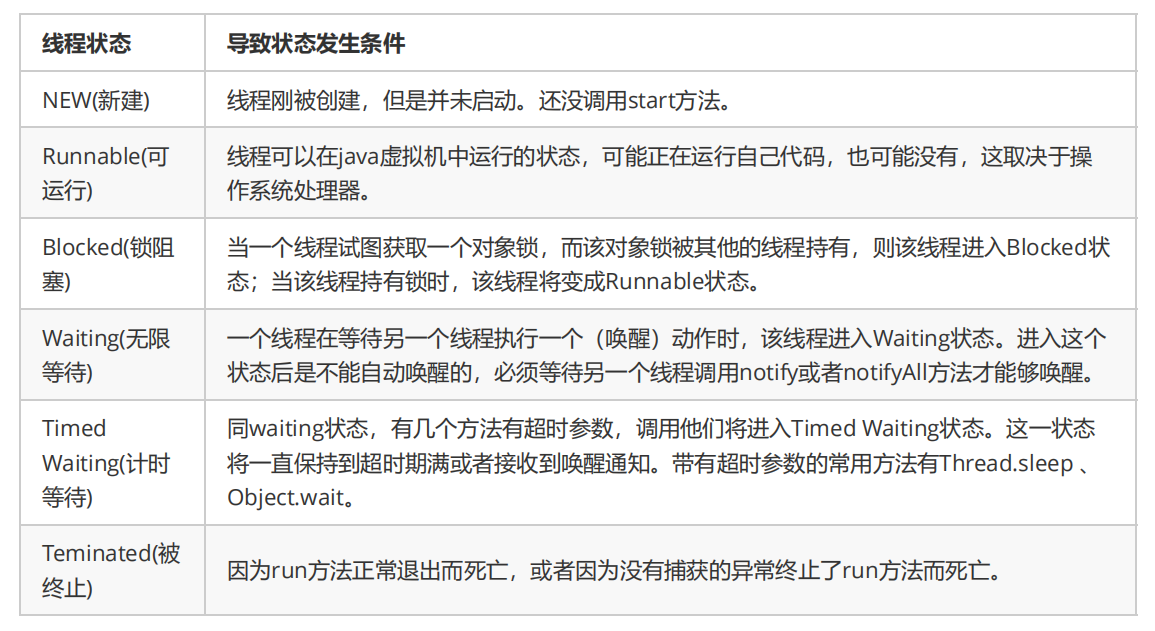 线程状态
导致状态发生条件
NEW(新建)
线程刚被创建，但是并未启动。还没调用start方法。
Runnable(可
运行)
线程可以在java虚拟机中运行的状态，可能正在运行自己代码，也可能没有，这取决于操
作系统处理器。
Blocked(锁阻
塞)
当一个线程试图获取一个对象锁，而该对象锁被其他的线程持有，则该线程进入Blocked状
态；当该线程持有锁时，该线程将变成Runnable状态。
Waiting(无限
等待)
一个线程在等待另一个线程执行一个（唤醒）动作时，该线程进入Waiting状态。进入这个
状态后是不能自动唤醒的，必须等待另一个线程调用notify或者notifyAll方法才能够唤醒。
Timed
Waiting(计时
等待)
同waiting状态，有几个方法有超时参数，调用他们将进入Timed Waiting状态。这一状态
将一直保持到超时期满或者接收到唤醒通知。带有超时参数的常用方法有Thread.sleep 、
Object.wait。
Teminated(被
终止)
因为run方法正常退出而死亡，或者因为没有捕获的异常终止了run方法而死亡。